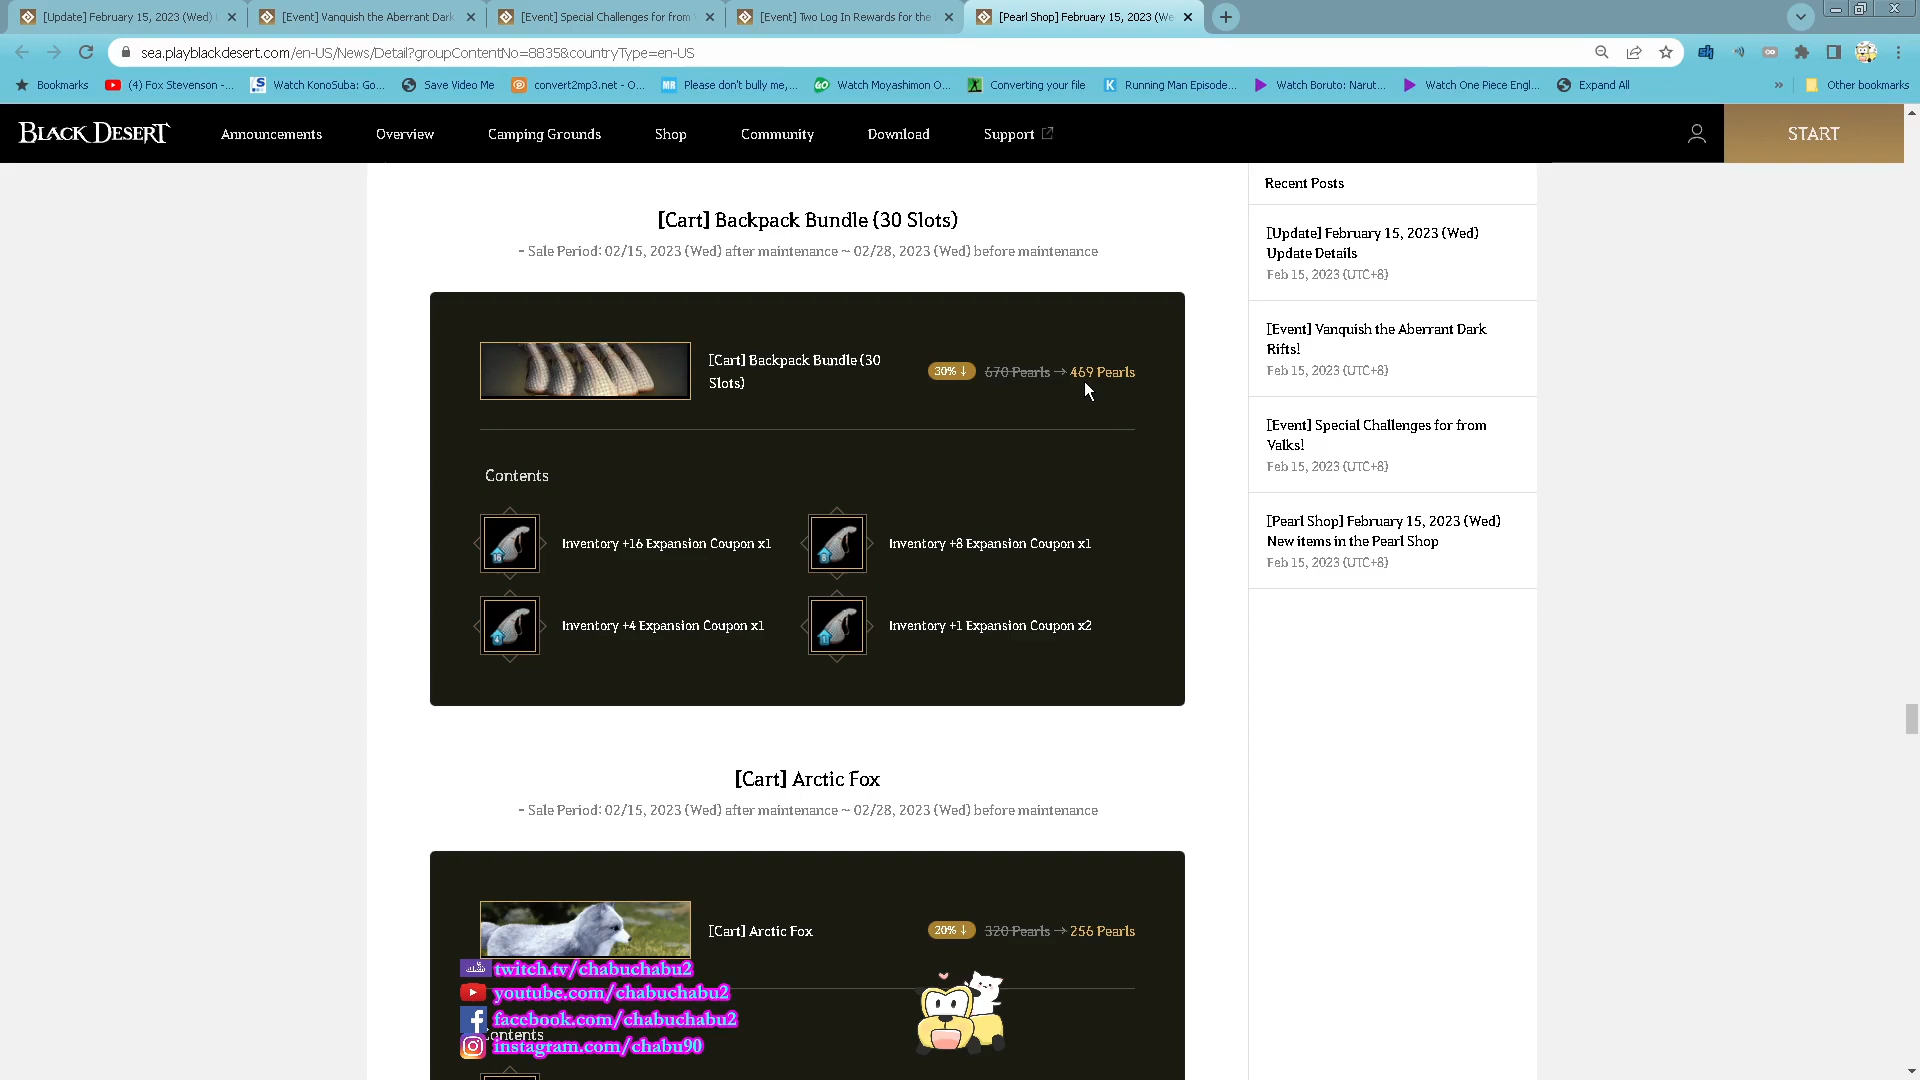 [Update] February 15, 2023 (Wed)
[Event] Vanquish the Aberrant Dark
[Event] Special Challenges for from
[Event] Two Log In Rewards for the
[Pearl Shop] February 15, 2023 (We
sea.playblackdesert.com/en-US/News/Detail?groupContentNo=8835&countryType=en-US
Bookmarks
(4) Fox Stevenson -...
Watch KonoSuba: Go...
Save Video Me
convert2mp3.net - O...
Please don't bully me,...
Watch Moyashimon O...
Converting your file
Running Man Episode...
Watch Boruto: Narut...
Watch One Piece Engl...
Expand All
»
Other bookmarks
BLACK DESERT
Announcements
Overview
Camping Grounds
Shop
Community
Download
Support
START
[Cart] Backpack Bundle (30 Slots)
- Sale Period: 02/15, 2023 (Wed) after maintenance ~ 02/28, 2023 (Wed) before maintenance
[Cart] Backpack Bundle (30
Slots)
30% ↓ 670 Pearls → 469 Pearls
Contents
Inventory +16 Expansion Coupon x1
Inventory +8 Expansion Coupon x1
Inventory +4 Expansion Coupon x1
Inventory +1 Expansion Coupon x2
[Cart] Arctic Fox
- Sale Period: 02/15, 2023 (Wed) after maintenance ~ 02/28, 2023 (Wed) before maintenance
[Cart] Arctic Fox
20% ↓ 320 Pearls → 256 Pearls
Contents
twitch.tv/chabuchabu2
youtube.com/chabuchabu2
facebook.com/chabuchabu2
instagram.com/chabu90
Recent Posts
[Update] February 15, 2023 (Wed)
Update Details
Feb 15, 2023 (UTC+8)
[Event] Vanquish the Aberrant Dark
Rifts!
Feb 15, 2023 (UTC+8)
[Event] Special Challenges for from
Valks!
Feb 15, 2023 (UTC+8)
[Pearl Shop] February 15, 2023 (Wed)
New items in the Pearl Shop
Feb 15, 2023 (UTC+8)